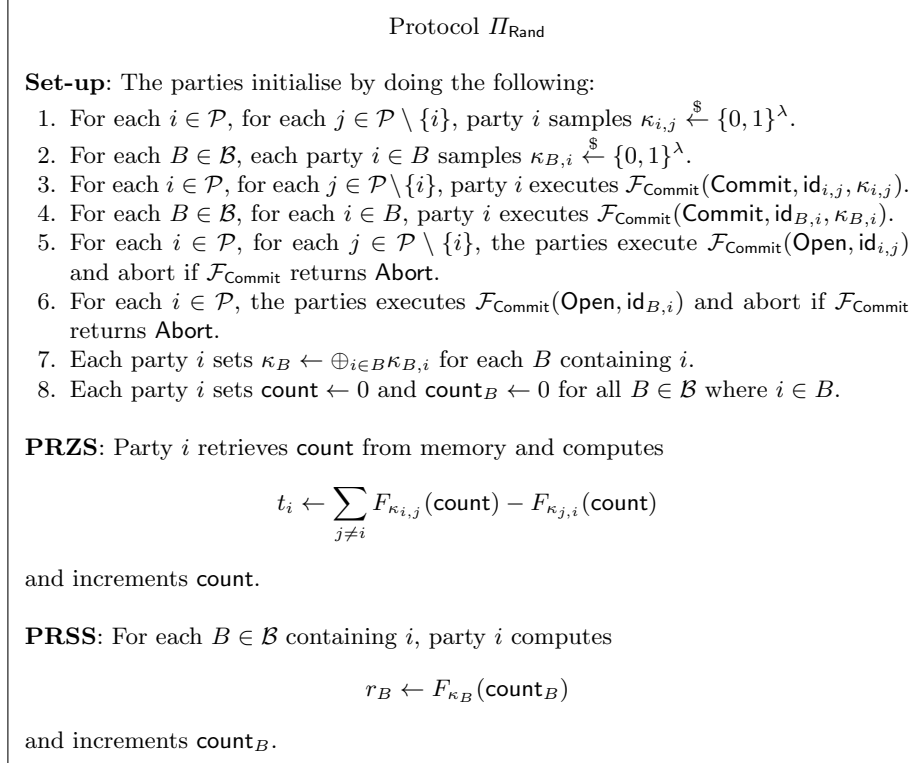 Protocol Π_Rand
Set-up: The parties initialise by doing the following:
1. For each i ∈ P, for each j ∈ P \ {i}, party i samples κ_{i,j} ←$ {0, 1}^λ.
2. For each B ∈ B, each party i ∈ B samples κ_{B,i} ←$ {0, 1}^λ.
3. For each i ∈ P, for each j ∈ P\{i}, party i executes F_Commit(Commit, id_{i,j}, κ_{i,j}).
4. For each B ∈ B, for each i ∈ B, party i executes F_Commit(Commit, id_{B,i}, κ_{B,i}).
5. For each i ∈ P, for each j ∈ P \ {i}, the parties execute F_Commit(Open, id_{i,j})
and abort if F_Commit returns Abort.
6. For each i ∈ P, the parties executes F_Commit(Open, id_{B,i}) and abort if F_Commit
returns Abort.
7. Each party i sets κ_B ← ⊕_{i∈B} κ_{B,i} for each B containing i.
8. Each party i sets count ← 0 and count_B ← 0 for all B ∈ B where i ∈ B.
PRZS: Party i retrieves count from memory and computes
t_i ← ∑_{j≠i} F_{κ_{i,j}}(count) − F_{κ_{j,i}}(count)
and increments count.
PRSS: For each B ∈ B containing i, party i computes
r_B ← F_{κ_B}(count_B)
and increments count_B.